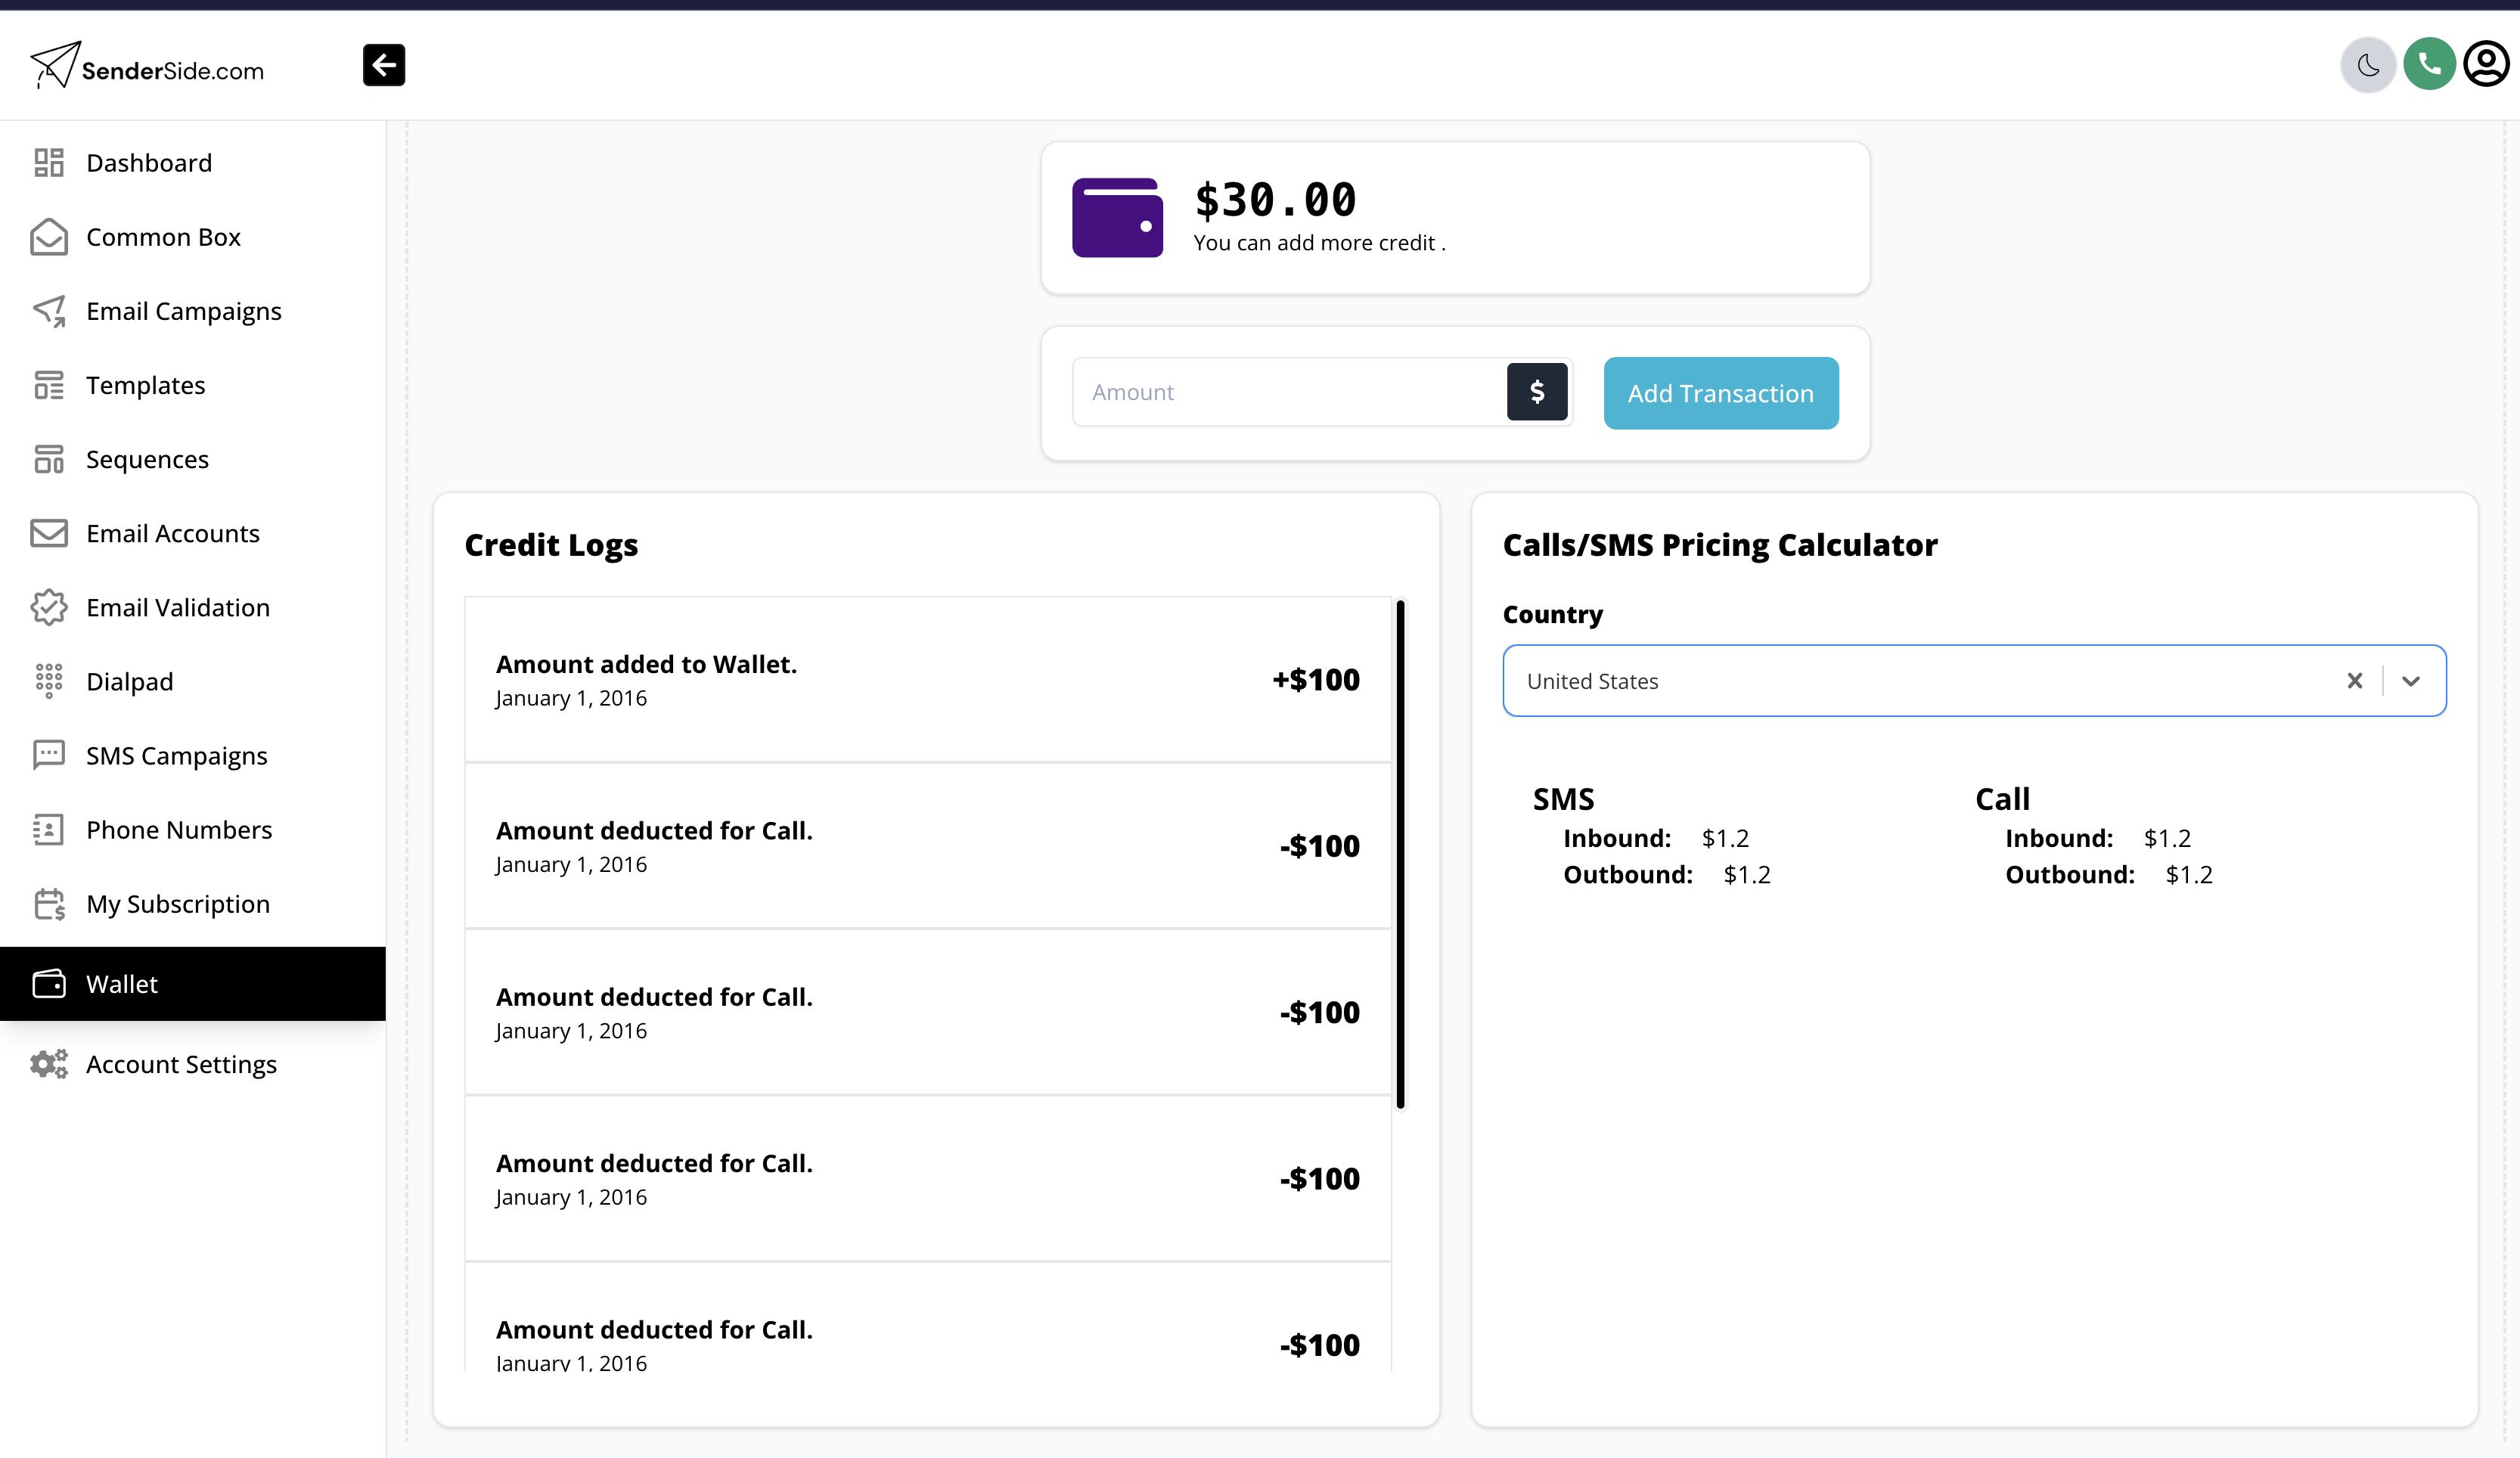 SenderSide.com
Dashboard
Common Box
Email Campaigns
Templates
Sequences
Email Accounts
Email Validation
Dialpad
SMS Campaigns
Phone Numbers
My Subscription
Wallet
Account Settings
$30.00
You can add more credit .
Amount
$
Add Transaction
Credit Logs
Amount added to Wallet.
January 1, 2016
+$100
Amount deducted for Call.
January 1, 2016
-$100
Amount deducted for Call.
January 1, 2016
-$100
Amount deducted for Call.
January 1, 2016
-$100
Amount deducted for Call.
January 1, 2016
-$100
Calls/SMS Pricing Calculator
Country
United States
SMS
Inbound: $1.2
Outbound: $1.2
Call
Inbound: $1.2
Outbound: $1.2